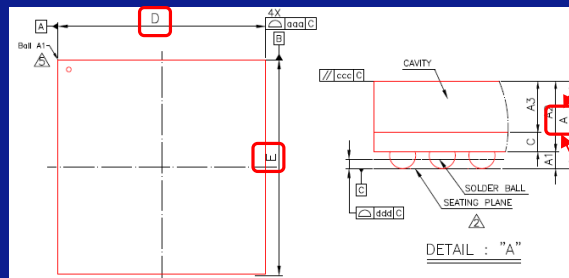 A
D
4X
aaa C
B
Ball A1
5
E
// ccc C
CAVITY
A3
A2
A
C
A1
C
SOLDER BALL
SEATING PLANE
2
ddd C
DETAIL : "A"